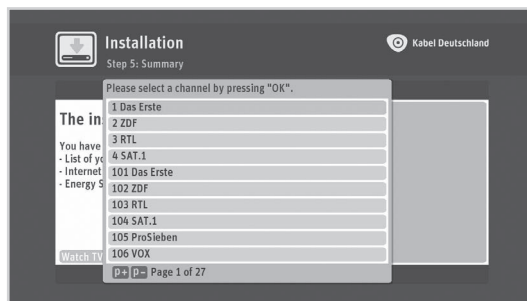 Installation
Kabel Deutschland
Step 5: Summary
Please select a channel by pressing "OK".
1 Das Erste
2 ZDF
3 RTL
4 SAT.1
101 Das Erste
102 ZDF
103 RTL
104 SAT.1
105 ProSieben
106 VOX
P+ P- Page 1 of 27
The in
You have
- List of yo
- Internet
- Energy S
Watch TV